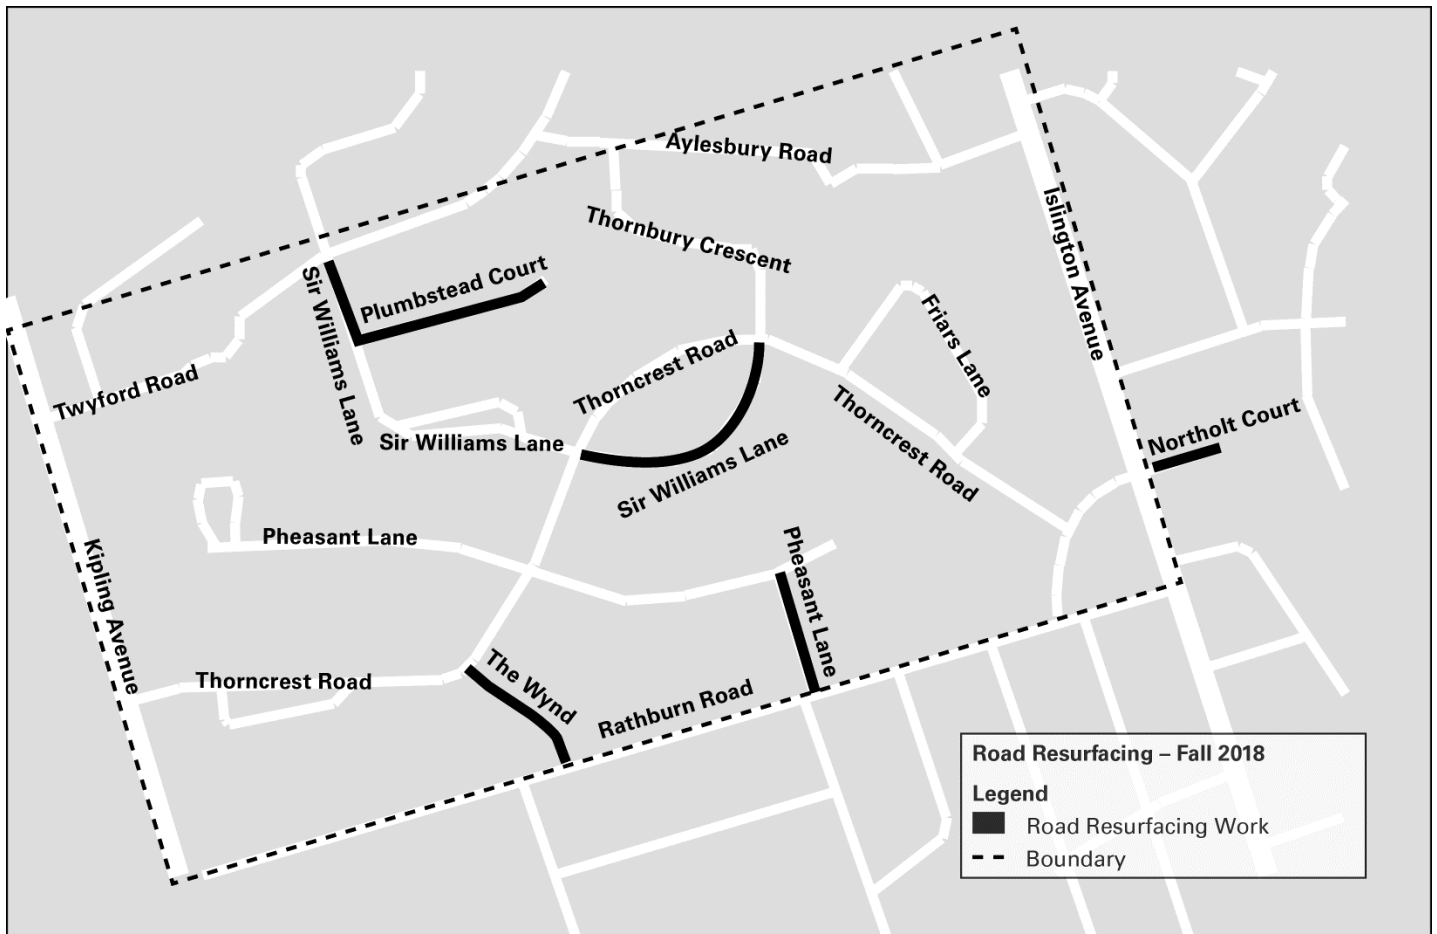 Aylesbury Road
Thornbury Crescent
Islington Avenue
Plumbstead Court
Sir Williams Lane
Friars Lane
Thorncrest Road
Twyford Road
Thorncrest Road
Northolt Court
Sir Williams Lane
Sir Williams Lane
Pheasant Lane
Pheasant Lane
Kipling Avenue
The Wynd
Thorncrest Road
Rathburn Road
Road Resurfacing – Fall 2018
Legend
Road Resurfacing Work
Boundary